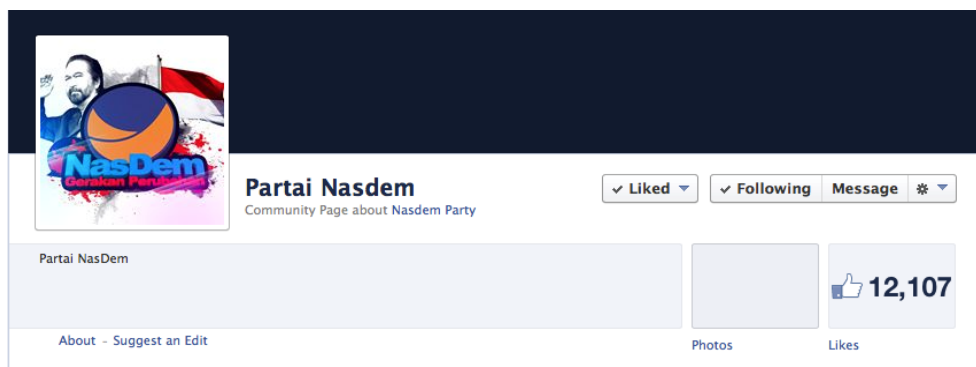 NasDem
Gerakan Perubahan
Partai Nasdem
Community Page about Nasdem Party
Liked
Following
Message
Partai NasDem
12,107
About - Suggest an Edit
Photos
Likes